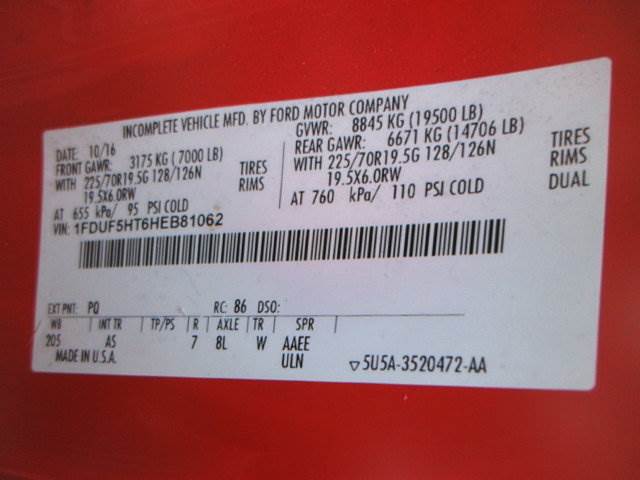 INCOMPLETE VEHICLE MFD. BY FORD MOTOR COMPANY
DATE: 10/16 GVWR: 8845 KG (19500 LB)
FRONT GAWR: 3175 KG (7000 LB) REAR GAWR: 6671 KG (14706 LB)
WITH 225/70R19.5G 128/126N TIRES WITH 225/70R19.5G 128/126N TIRES
19.5X6.0RW RIMS 19.5X6.0RW RIMS
AT 655 kPa/ 95 PSI COLD AT 760 kPa/ 110 PSI COLD DUAL
VIN: 1FDUF5HT6HEB81062
EXT PNT: PQ RC: 86 DSO:
WB INT TR TP/PS R AXLE TR SPR
205 AS 7 8L W AAEE
MADE IN U.S.A. ULN ▽5U5A-3520472-AA